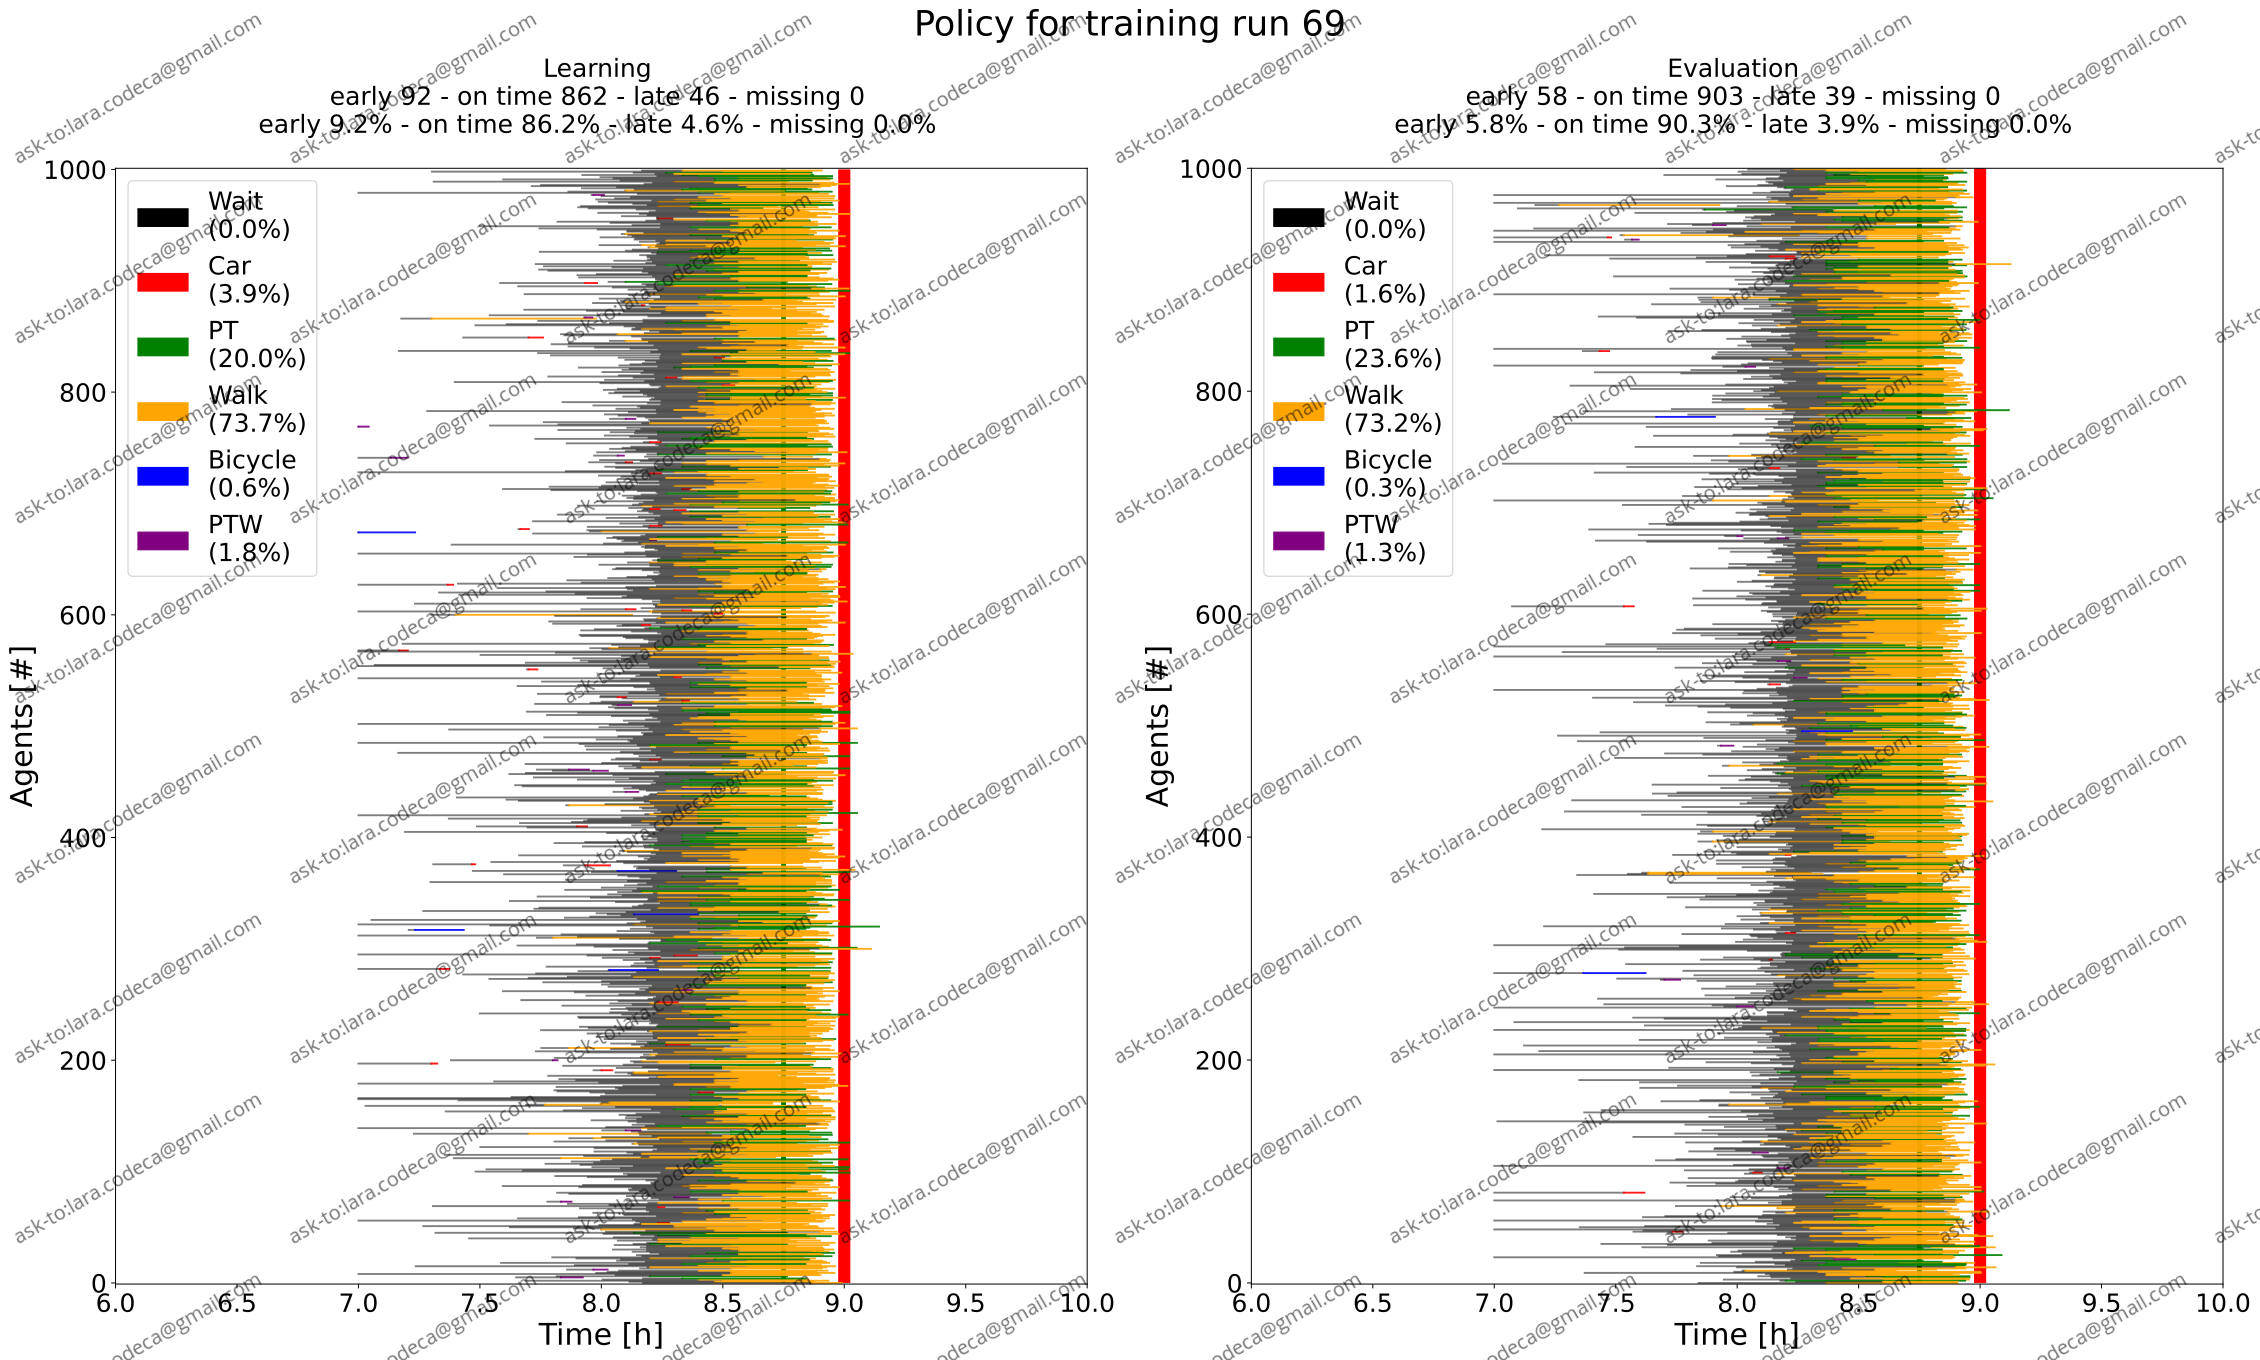 Policy for training run 69
Learning
early 92 - on time 862 - late 46 - missing 0
early 9.2% - on time 86.2% - late 4.6% - missing 0.0%
1000
800
600
400
200
0
Agents [#]
Wait
(0.0%)
Car
(3.9%)
PT
(20.0%)
Walk
(73.7%)
Bicycle
(0.6%)
PTW
(1.8%)
6.0 6.5 7.0 7.5 8.0 8.5 9.0 9.5 10.0
Time [h]
Evaluation
early 58 - on time 903 - late 39 - missing 0
early 5.8% - on time 90.3% - late 3.9% - missing 0.0%
1000
800
600
400
200
0
Agents [#]
Wait
(0.0%)
Car
(1.6%)
PT
(23.6%)
Walk
(73.2%)
Bicycle
(0.3%)
PTW
(1.3%)
6.0 6.5 7.0 7.5 8.0 8.5 9.0 9.5 10.0
Time [h]
ask-to:lara.codeca@gmail.com